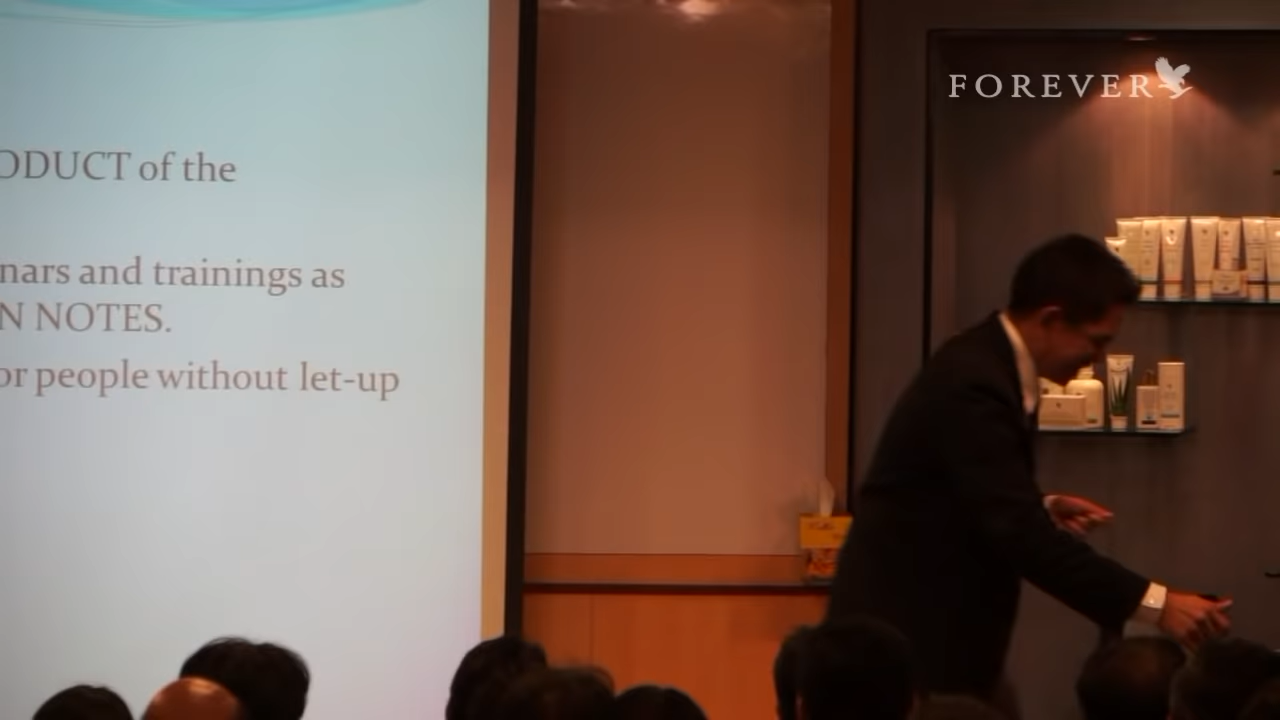 FOREVER
ODUCT of the
nars and trainings as
N NOTES.
or people without let-up